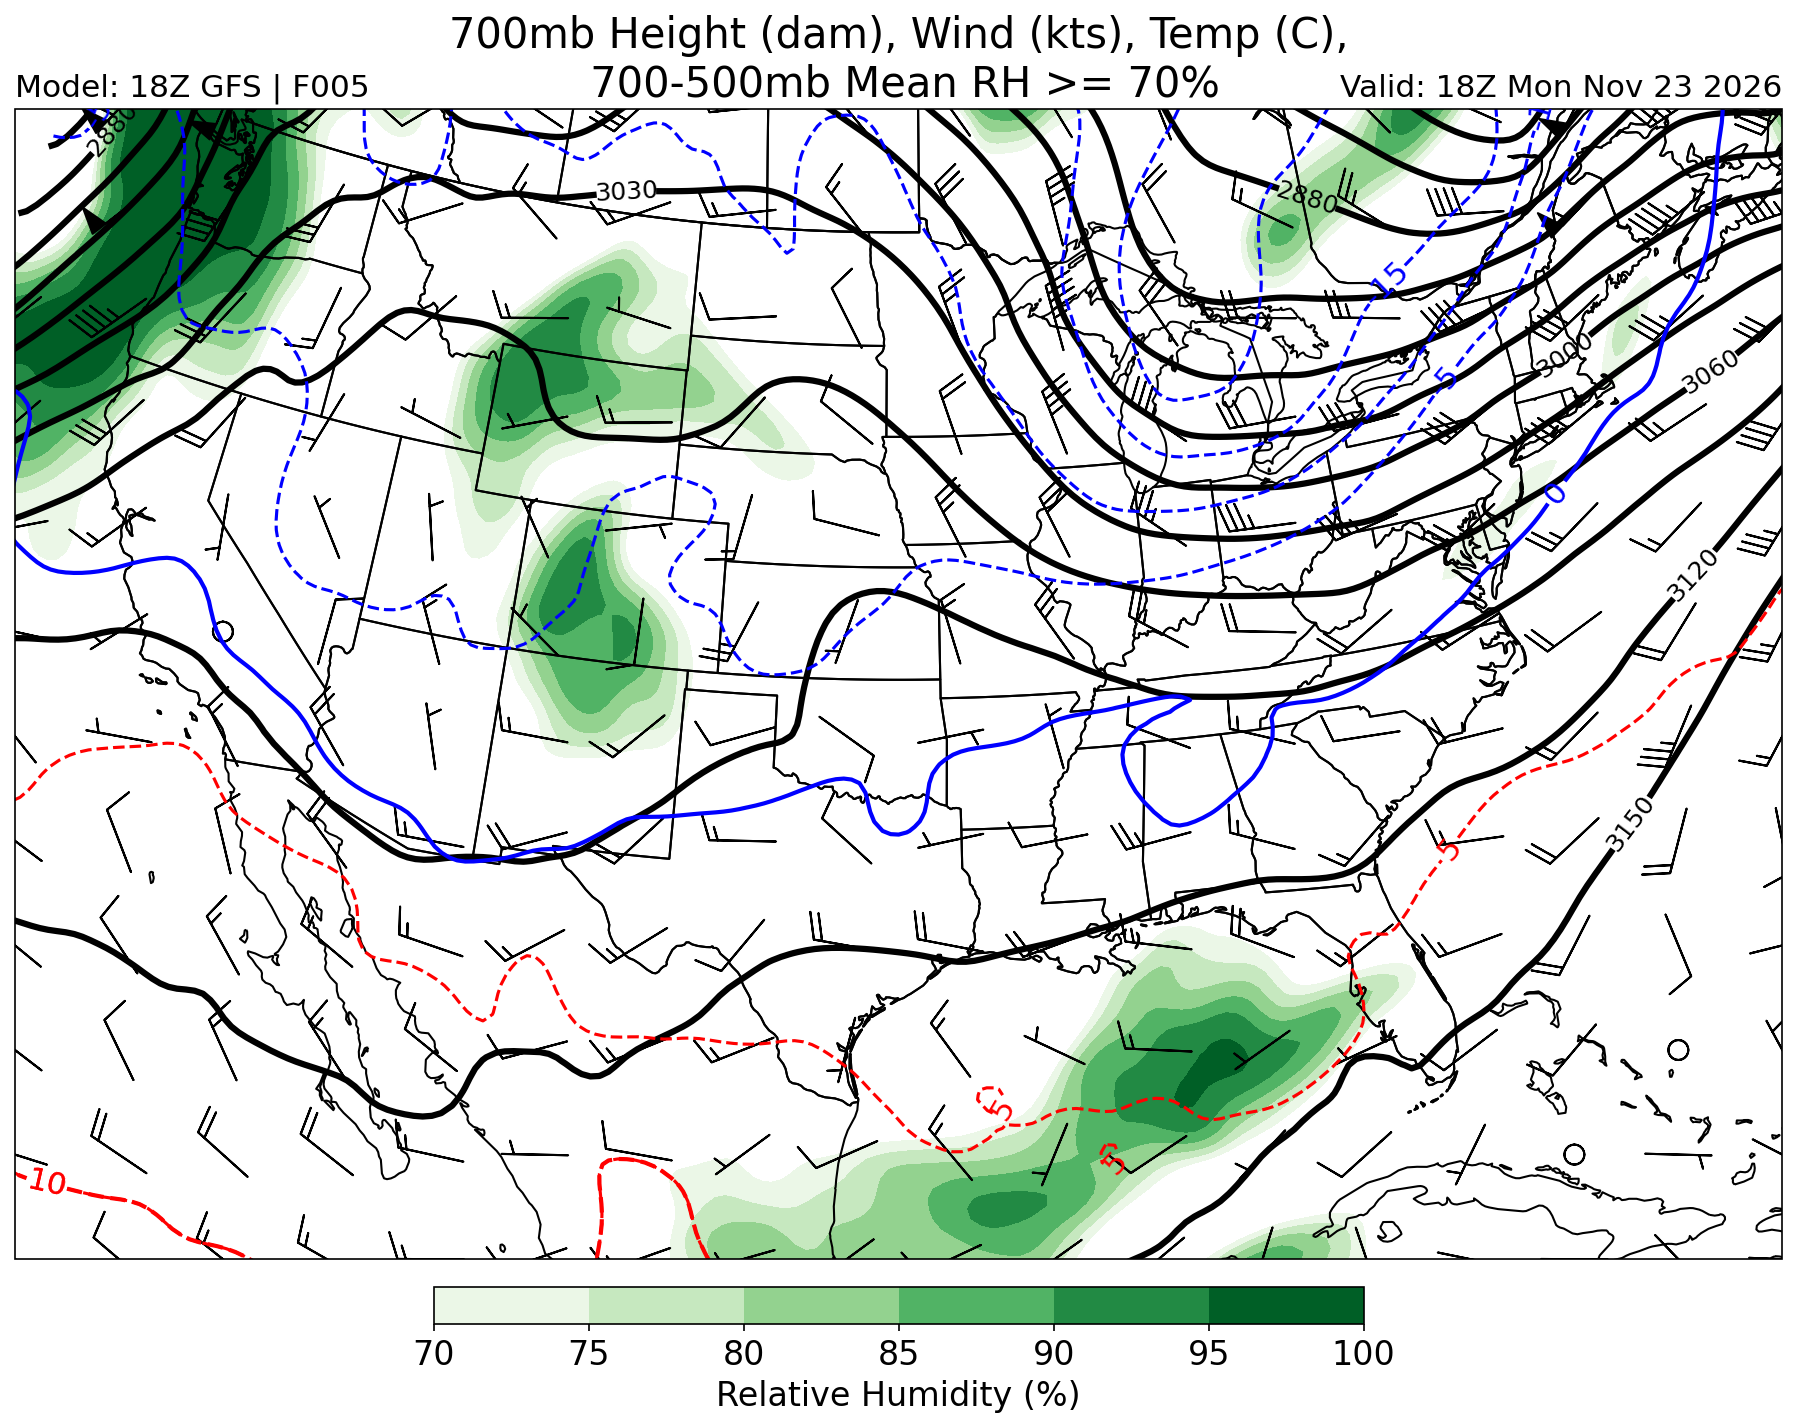 700mb Height (dam), Wind (kts), Temp (C),
700-500mb Mean RH >= 70%
Model: 18Z GFS | F005
Valid: 18Z Mon Nov 23 2026
2880
3030
2880
15
5
3000
3060
0
3120
3150
5
5
5
10
70 75 80 85 90 95 100
Relative Humidity (%)